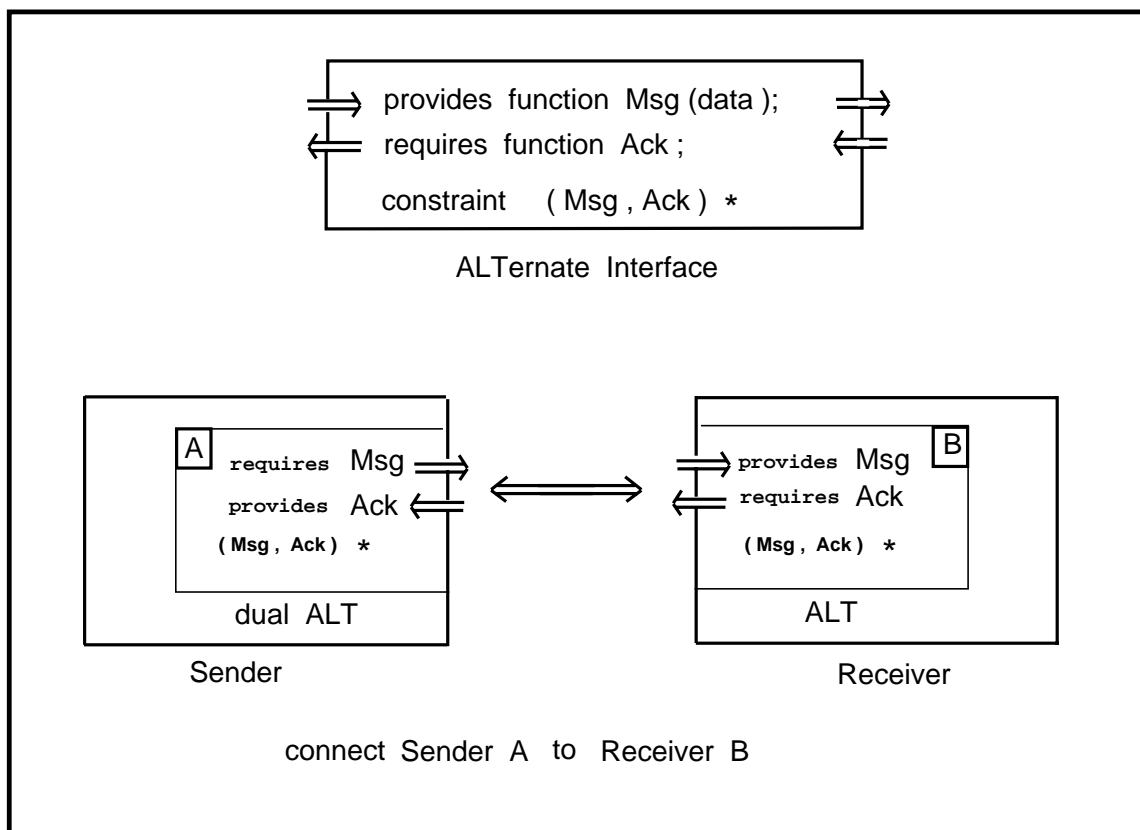 provides function Msg (data );
requires function Ack ;
constraint ( Msg , Ack ) *
ALTernate Interface
A
requires Msg
provides Ack
( Msg , Ack ) *
dual ALT
Sender
B
provides Msg
requires Ack
( Msg , Ack ) *
ALT
Receiver
connect Sender A to Receiver B